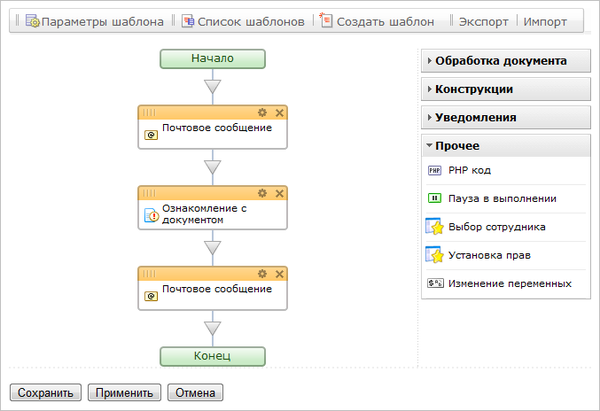 Параметры шаблона Список шаблонов Создать шаблон Экспорт Импорт
Начало
Почтовое сообщение
Ознакомление с
документом
Почтовое сообщение
Конец
Обработка документа
Конструкции
Уведомления
Прочее
PHP PHP код
Пауза в выполнении
Выбор сотрудника
Установка прав
Изменение переменных
Сохранить Применить Отмена